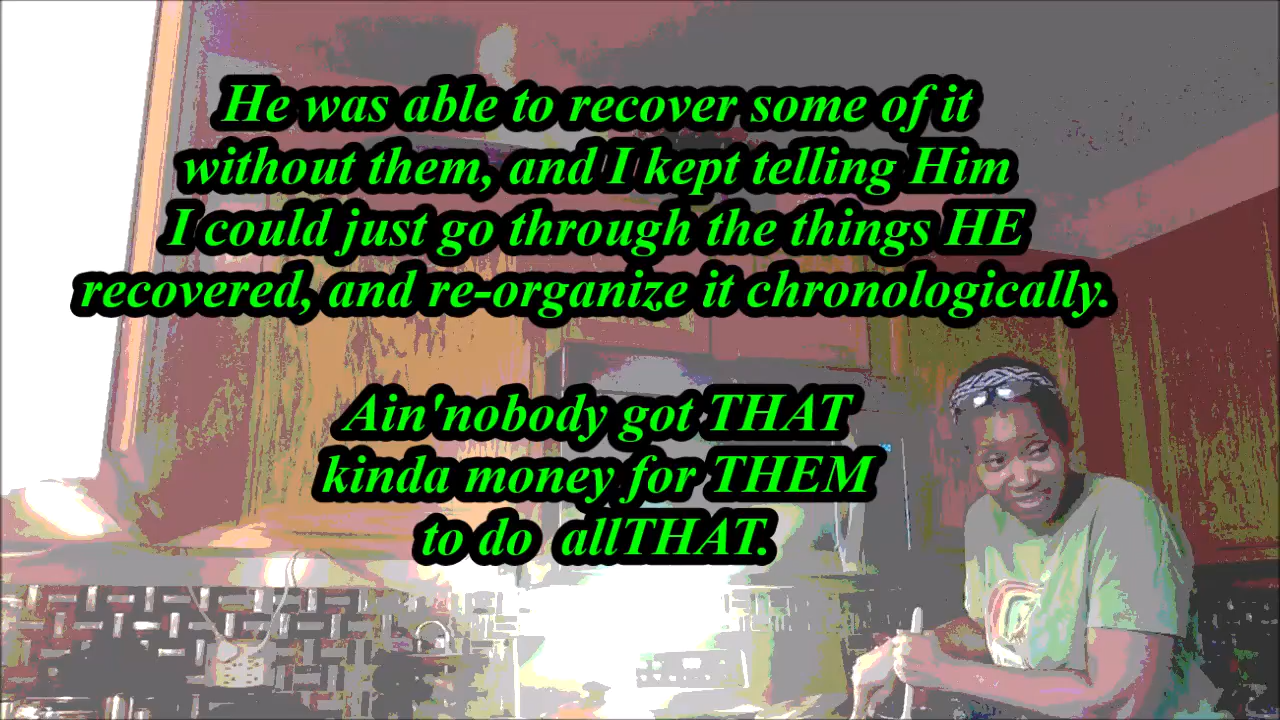 He was able to recover some of it
without them, and I kept telling Him
I could just go through the things HE
recovered, and re-organize it chronologically.
Ain'nobody got THAT
kinda money for THEM
to do  allTHAT.